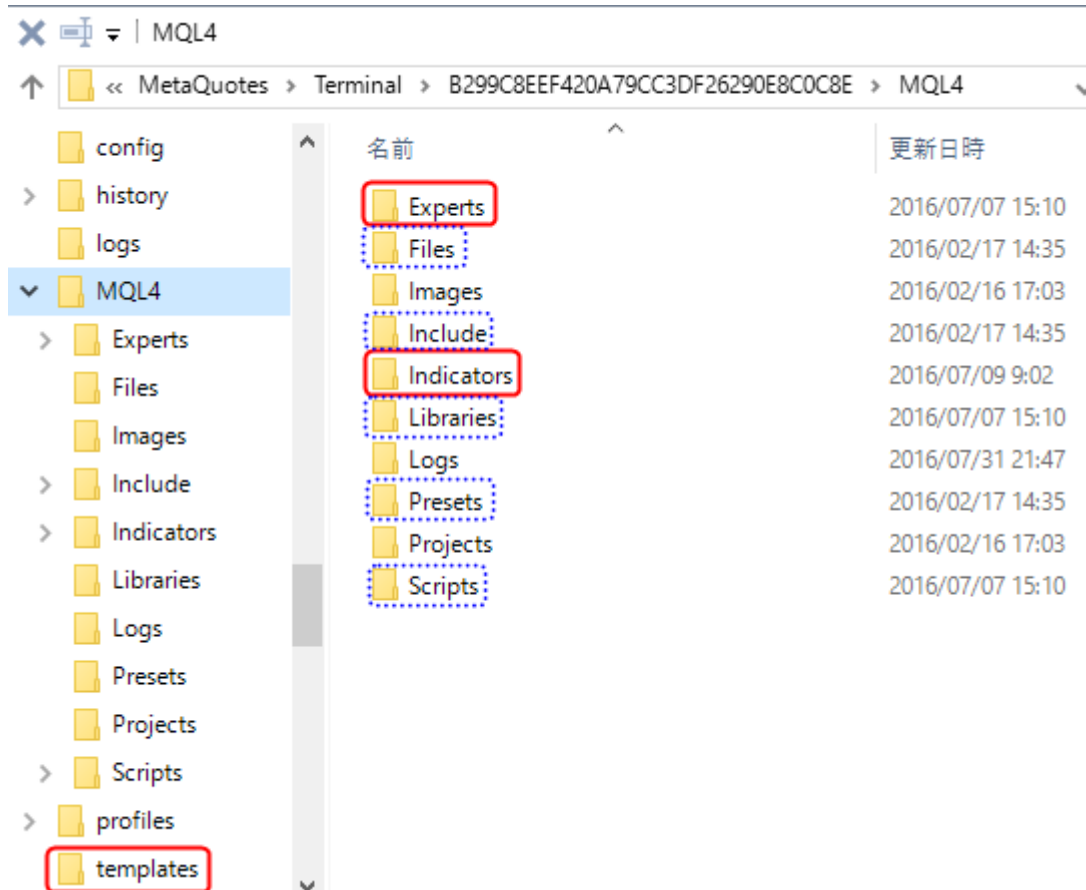 MQL4
« MetaQuotes > Terminal > B299C8EEF420A79CC3DF26290E8C0C8E > MQL4
config
history
logs
MQL4
Experts
Files
Images
Include
Indicators
Libraries
Logs
Presets
Projects
Scripts
profiles
templates
名前 更新日時
Experts 2016/07/07 15:10
Files 2016/02/17 14:35
Images 2016/02/16 17:03
Include 2016/02/17 14:35
Indicators 2016/07/09 9:02
Libraries 2016/07/07 15:10
Logs 2016/07/31 21:47
Presets 2016/02/17 14:35
Projects 2016/02/16 17:03
Scripts 2016/07/07 15:10